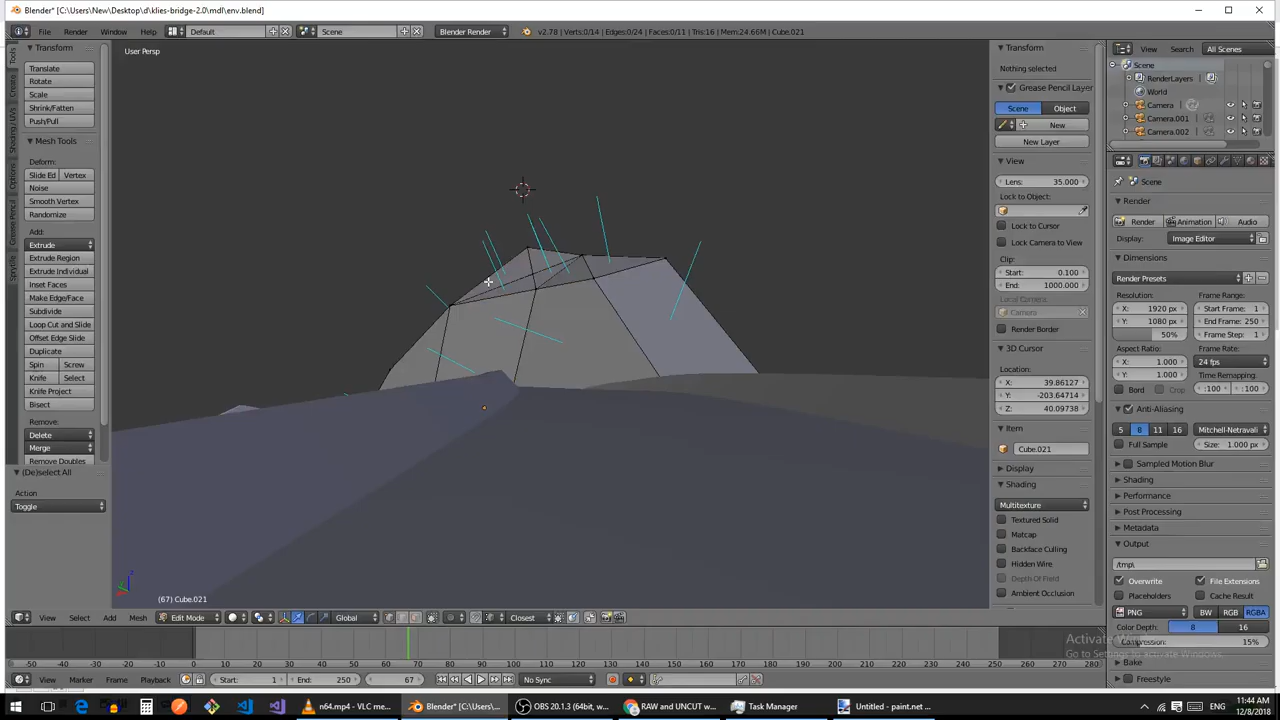 Blender* [C:\Users\New\Desktop\d\klies-bridge-2.0\mdl\env.blend]
File Render Window Help Default Scene Blender Render v2.78 | Verts:0/14 | Edges:0/24 | Faces:0/11 | Tris:16 | Mem:24.66M | Cube.021
View Search All Scenes
User Persp
Tools
Create
Shading / UVs
Options
Grease Pencil
Sprytile
Transform
Translate
Rotate
Scale
Shrink/Fatten
Push/Pull
Mesh Tools
Deform:
Slide Ed Vertex
Noise
Smooth Vertex
Randomize
Add:
Extrude
Extrude Region
Extrude Individual
Inset Faces
Make Edge/Face
Subdivide
Loop Cut and Slide
Offset Edge Slide
Duplicate
Spin Screw
Knife Select
Knife Project
Bisect
Remove:
Delete
Merge
Remove Doubles
(De)select All
Action
Toggle
(67) Cube.021
Transform
Nothing selected
Grease Pencil Layer
Scene Object
New
New Layer
View
Lens: 35.000
Lock to Object:
Lock to Cursor
Lock Camera to View
Clip:
Start: 0.100
End: 1000.000
Local Camera:
Camera
Render Border
3D Cursor
Location:
X: 39.86127
Y: -203.64714
Z: 40.09738
Item
Cube.021
Display
Shading
Multitexture
Textured Solid
Matcap
Backface Culling
Hidden Wire
Depth Of Field
Ambient Occlusion
Scene
RenderLayers
World
Camera
Camera.001
Camera.002
Scene
Render
Render Animation Audio
Display: Image Editor
Dimensions
Render Presets
Resolution: Frame Range:
X: 1920 px Start Frame: 1
Y: 1080 px End Frame: 250
50% Frame Step: 1
Aspect Ratio: Frame Rate:
X: 1.000 24 fps
Y: 1.000 Time Remapping:
Bord Crop :100 :100
Anti-Aliasing
5 8 11 16 Mitchell-Netravali
Full Sample Size: 1.000 px
Sampled Motion Blur
Shading
Performance
Post Processing
Metadata
Output
/tmp\
Overwrite File Extensions
Placeholders Cache Result
PNG BW RGB RGBA
Color Depth: 8 16
Compression: 15%
Bake
Freestyle
Go to Settings to activate Windows.
View Select Add Mesh Edit Mode Global Closest
-50 -40 -30 -20 -10 0 10 20 30 40 50 60 70 80 90 100 110 120 130 140 150 160 170 180 190 200 210 220 230 240 250 260 270 280
View Marker Frame Playback Start: 1 End: 250 67 No Sync
n64.mp4 - VLC me... Blender* [C:\Users\... OBS 20.1.3 (64bit, w... RAW and UNCUT w... Task Manager Untitled - paint.net ... ENG 11:44 AM
12/8/2018